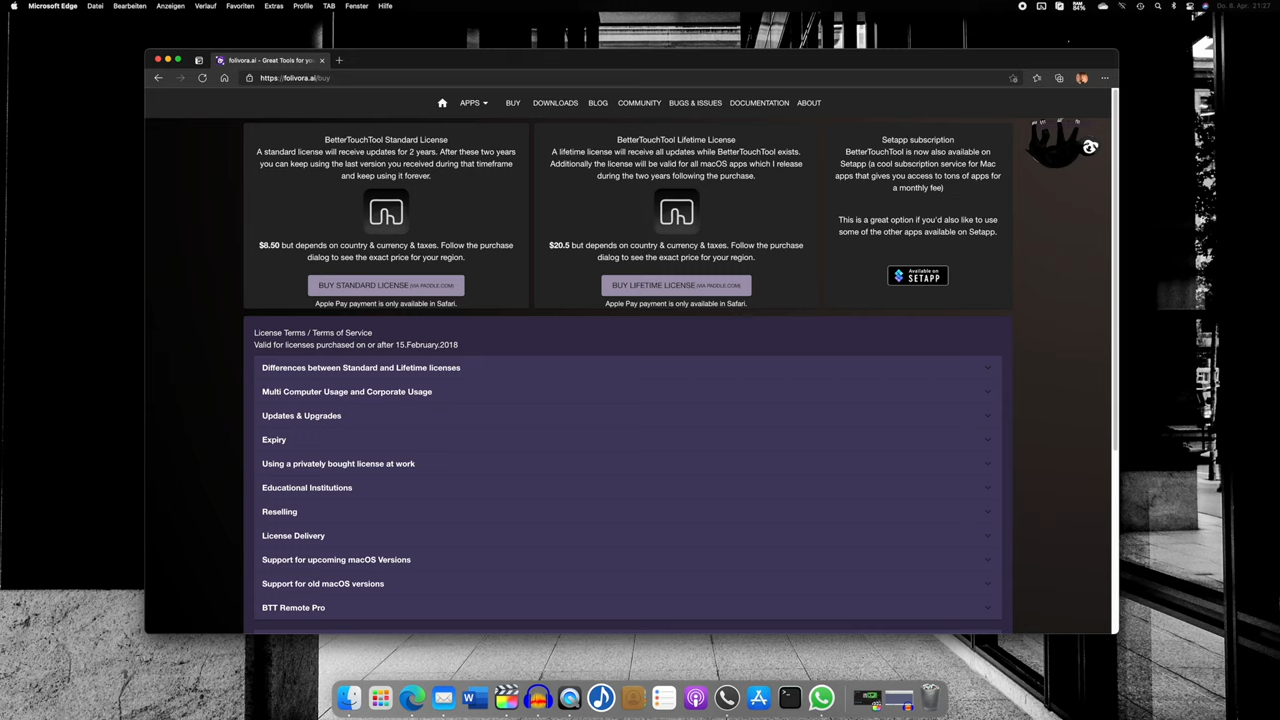 Microsoft Edge Datei Bearbeiten Anzeigen Verlauf Favoriten Extras Profile TAB Fenster Hilfe
Do. 8. Apr. 21:27
folivora.ai - Great Tools for yo
https://folivora.ai/buy
APPS BUY DOWNLOADS BLOG COMMUNITY BUGS & ISSUES DOCUMENTATION ABOUT
BetterTouchTool Standard License
A standard license will receive updates for 2 years. After these two years
you can keep using the last version you received during that timeframe
and keep using it forever.
$8.50 but depends on country & currency & taxes. Follow the purchase
dialog to see the exact price for your region.
BUY STANDARD LICENSE (VIA PADDLE.COM)
Apple Pay payment is only available in Safari.
BetterTouchTool Lifetime License
A lifetime license will receive all updates while BetterTouchTool exists.
Additionally the license will be valid for all macOS apps which I release
during the two years following the purchase.
$20.5 but depends on country & currency & taxes. Follow the purchase
dialog to see the exact price for your region.
BUY LIFETIME LICENSE (VIA PADDLE.COM)
Apple Pay payment is only available in Safari.
Setapp subscription
BetterTouchTool is now also available on
Setapp (a cool subscription service for Mac
apps that gives you access to tons of apps for
a monthly fee)
This is a great option if you'd also like to use
some of the other apps available on Setapp.
Available on
SETAPP
License Terms / Terms of Service
Valid for licenses purchased on or after 15.February.2018
Differences between Standard and Lifetime licenses
Multi Computer Usage and Corporate Usage
Updates & Upgrades
Expiry
Using a privately bought license at work
Educational Institutions
Reselling
License Delivery
Support for upcoming macOS Versions
Support for old macOS versions
BTT Remote Pro